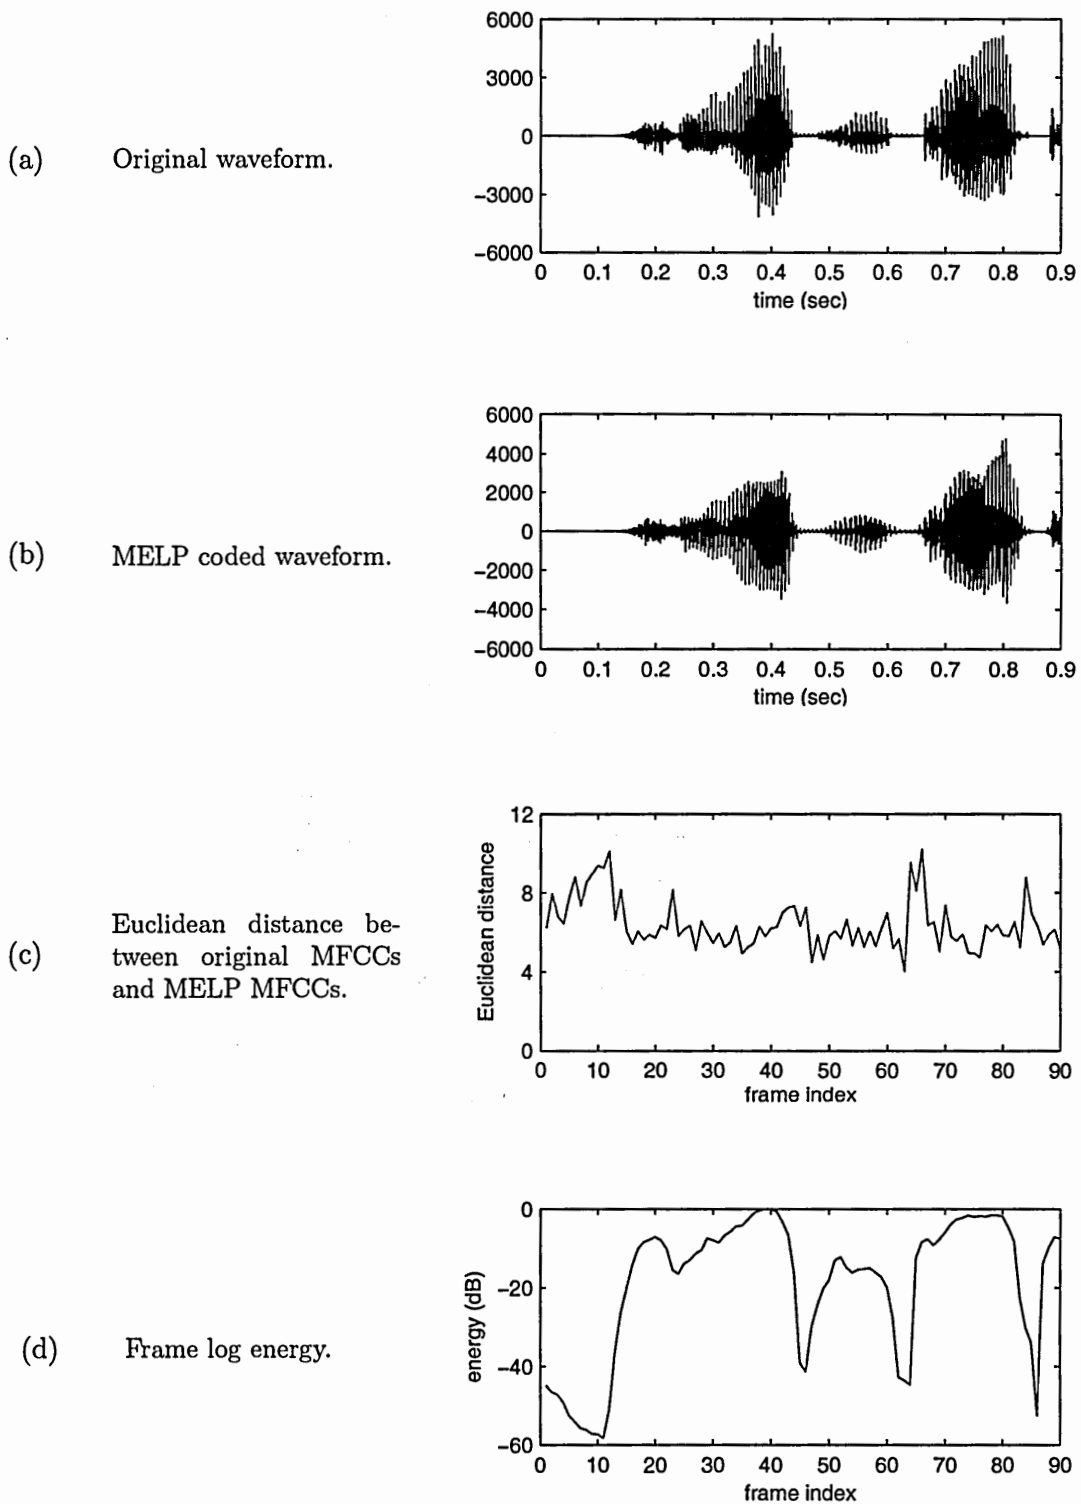 (a) Original waveform.
6000
3000
0
−3000
−6000
0 0.1 0.2 0.3 0.4 0.5 0.6 0.7 0.8 0.9
time (sec)
(b) MELP coded waveform.
6000
4000
2000
0
−2000
−4000
−6000
0 0.1 0.2 0.3 0.4 0.5 0.6 0.7 0.8 0.9
time (sec)
(c) Euclidean distance be-
tween original MFCCs
and MELP MFCCs.
Euclidean distance
12
8
4
0
0 10 20 30 40 50 60 70 80 90
frame index
(d) Frame log energy.
energy (dB)
0
−20
−40
−60
0 10 20 30 40 50 60 70 80 90
frame index